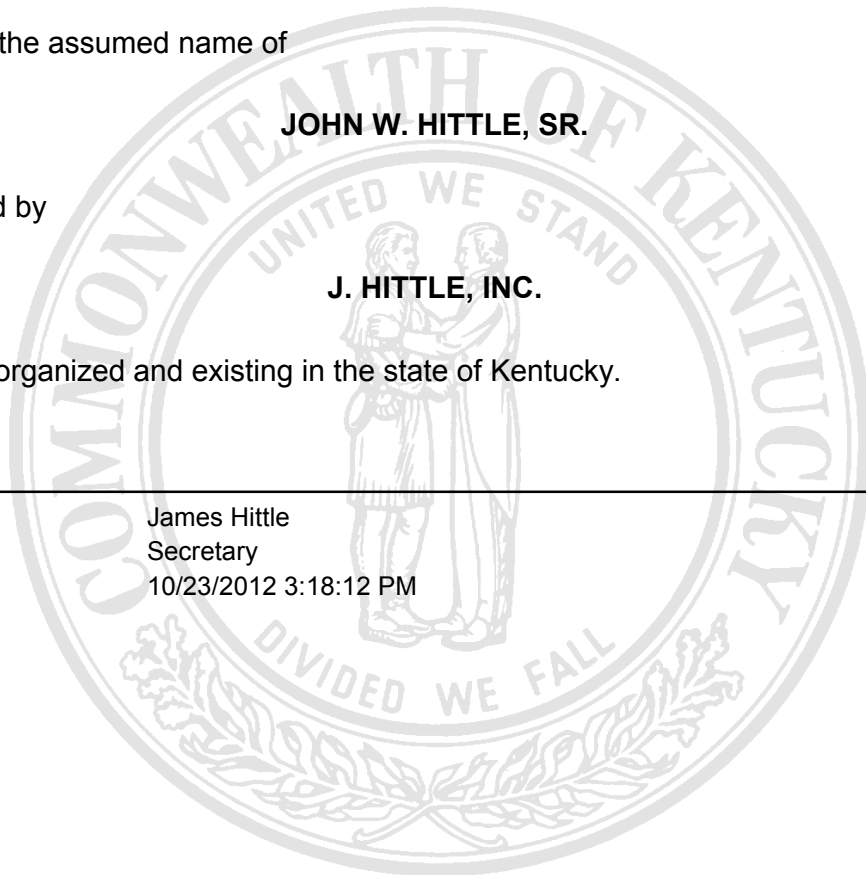 the assumed name of
JOHN W. HITTLE, SR.
d by
J. HITTLE, INC.
organized and existing in the state of Kentucky.
James Hittle
Secretary
10/23/2012 3:18:12 PM
COMMONWEALTH OF KENTUCKY
UNITED WE STAND
DIVIDED WE FALL